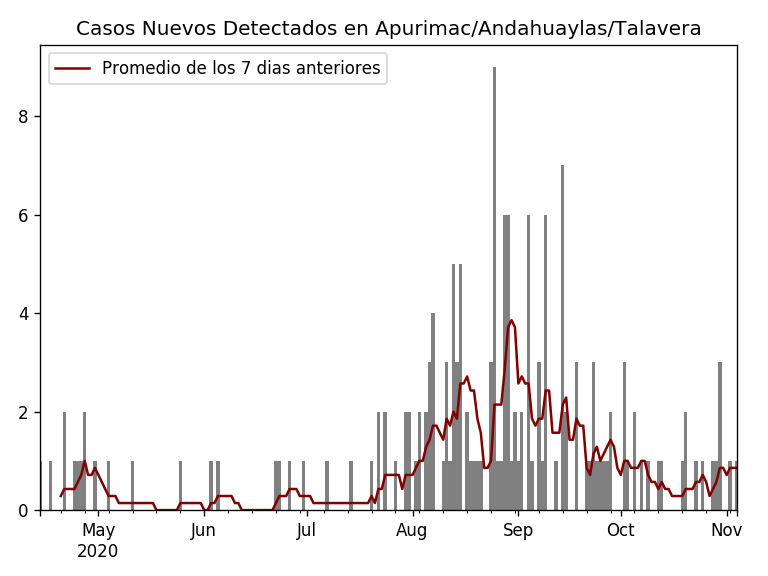 Casos Nuevos Detectados en Apurimac/Andahuaylas/Talavera
Promedio de los 7 dias anteriores
8
6
4
2
0
May Jun Jul Aug Sep Oct Nov
2020